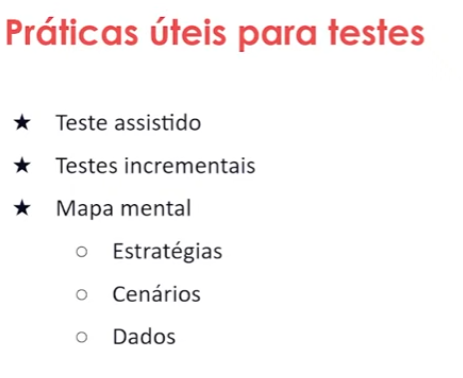 Práticas úteis para testes
★ Teste assistido
★ Testes incrementais
★ Mapa mental
○ Estratégias
○ Cenários
○ Dados